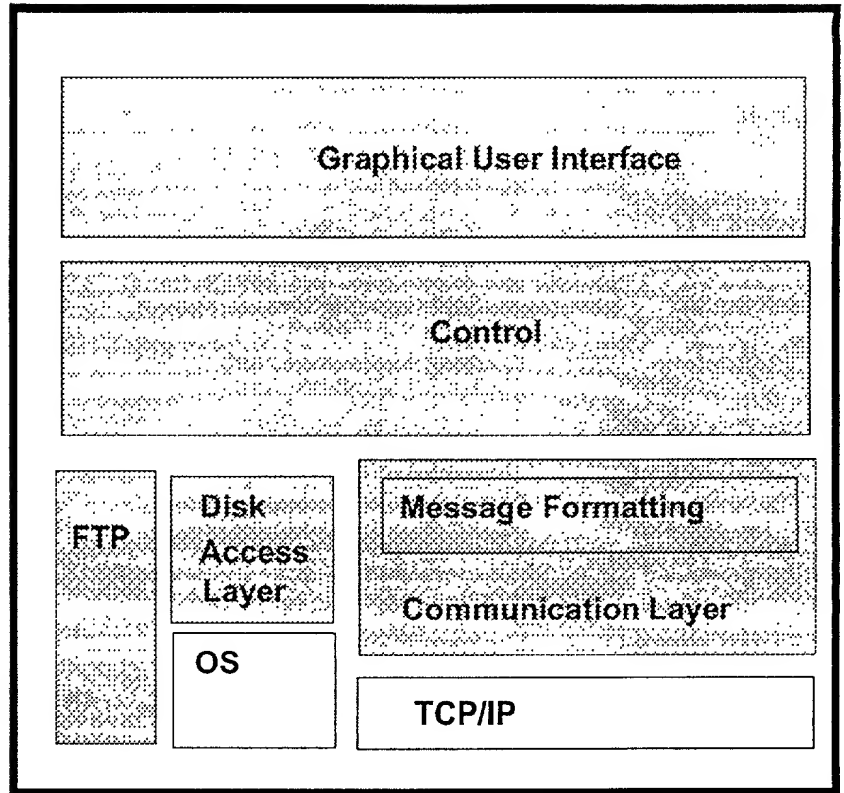 Graphical User Interface
Control
FTP
Disk
Access
Layer
OS
Message Formatting
Communication Layer
TCP/IP